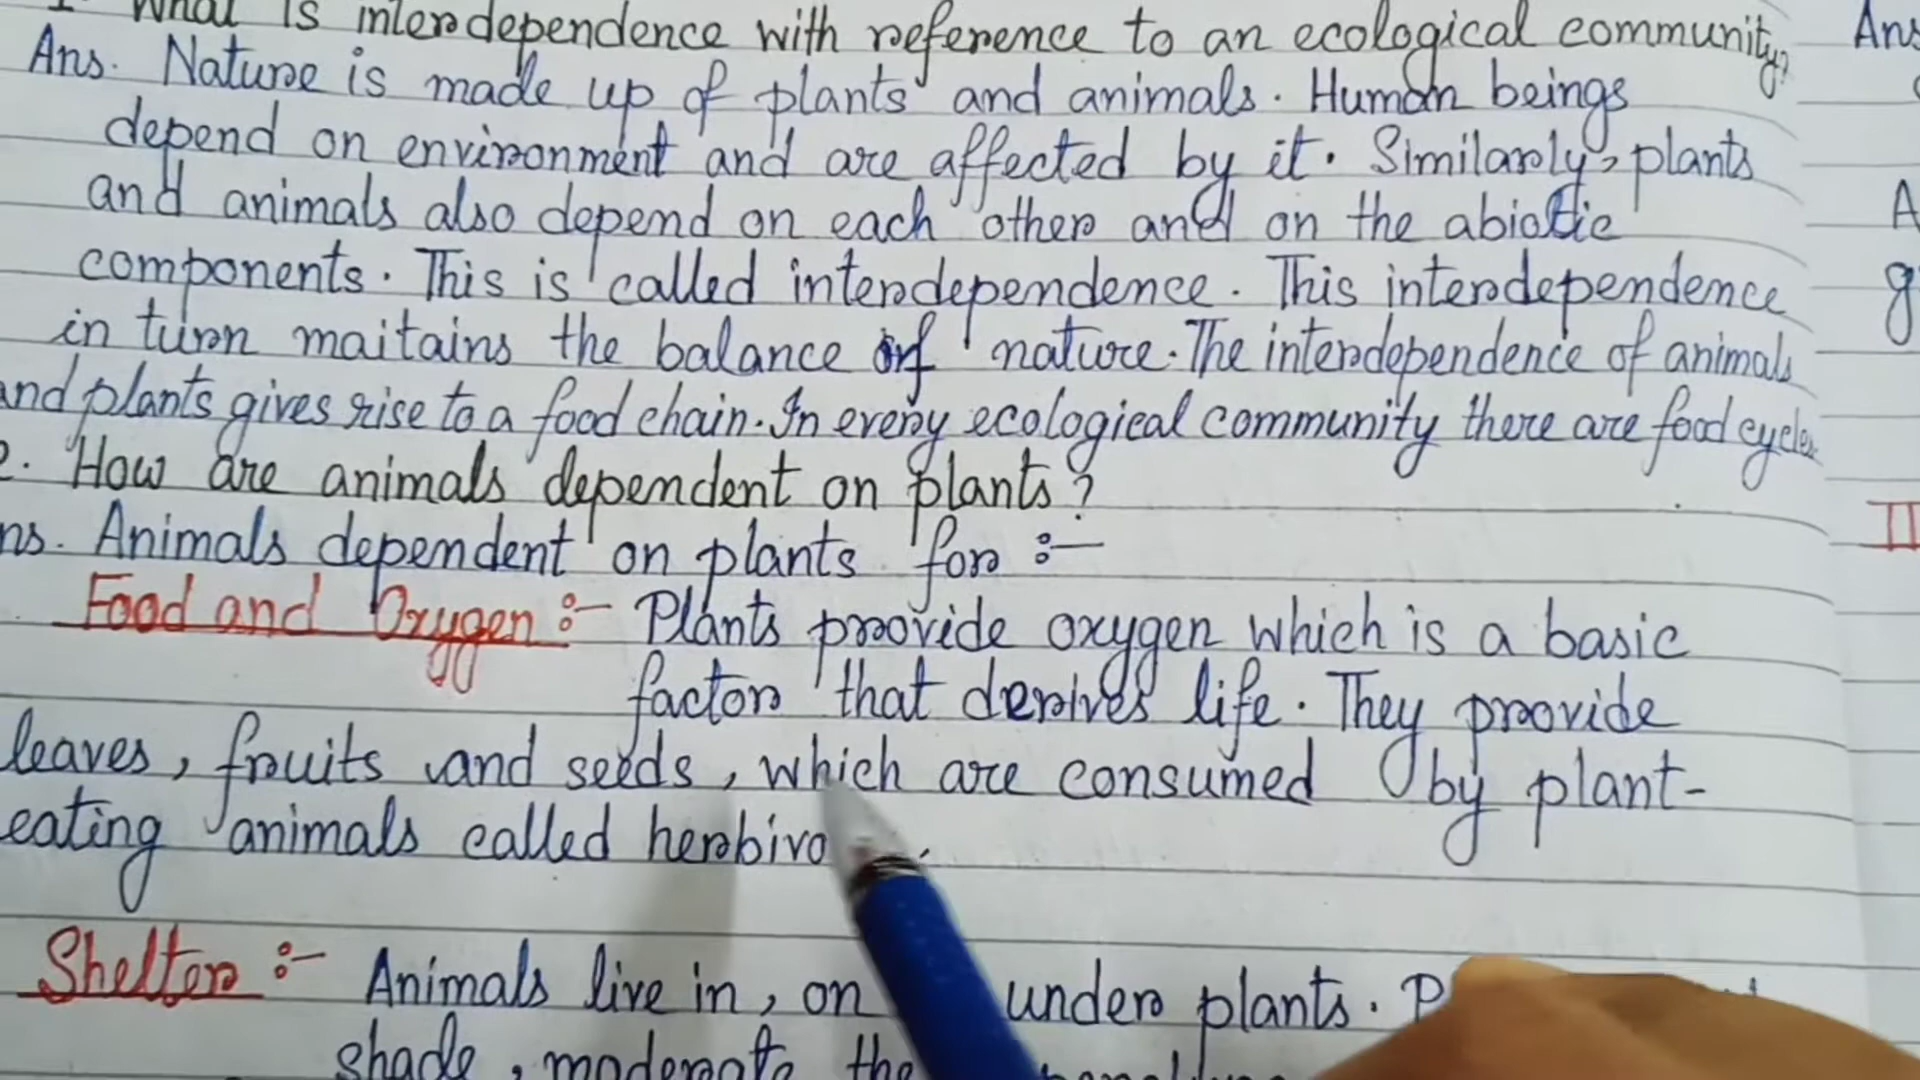 What is interdependence with reference to an ecological community?
Ans. Nature is made up of plants and animals. Human beings
depend on environment and are affected by it. Similarly, plants
and animals also depend on each other and on the abiotic
components. This is called interdependence. This interdependence
in turn maitains the balance of nature. The interdependence of animals
and plants gives rise to a food chain. In every ecological community there are food cycles.
2. How are animals dependent on plants?
Ans. Animals dependent on plants for :-
Food and Oxygen :- Plants provide oxygen which is a basic
factor that derives life. They provide
leaves, fruits and seeds, which are consumed by plant-
eating animals called herbivo
Shelter :- Animals live in, on under plants. P
shade, moderate the
Ans
A
g
II